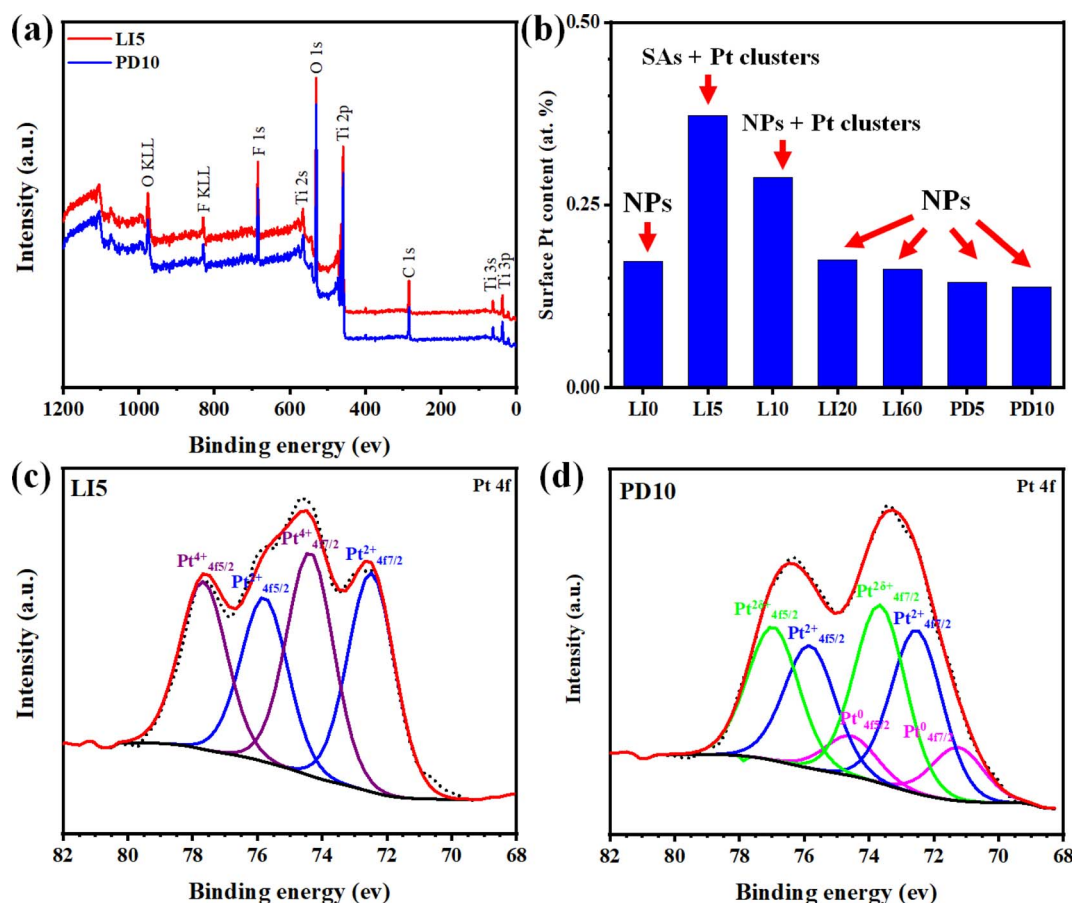 (a)
LI5
PD10
O KLL
F KLL
F 1s
Ti 2s
O 1s
Ti 2p
C 1s
Ti 3s
Ti 3p
Intensity (a.u.)
1200 1000 800 600 400 200 0
Binding energy (ev)
(b)
0.50
0.25
0.00
Surface Pt content (at. %)
SAs + Pt clusters
NPs + Pt clusters
NPs
NPs
LI0 LI5 L10 LI20 LI60 PD5 PD10
(c)
LI5
Pt 4f
Pt4+ 4f5/2
Pt2+ 4f5/2
Pt4+ 4f7/2
Pt2+ 4f7/2
Intensity (a.u.)
82 80 78 76 74 72 70 68
Binding energy (ev)
(d)
PD10
Pt 4f
Pt2δ+ 4f5/2
Pt2+ 4f5/2
Pt2δ+ 4f7/2
Pt2+ 4f7/2
Pt0 4f5/2
Pt0 4f7/2
Intensity (a.u.)
82 80 78 76 74 72 70 68
Binding energy (ev)